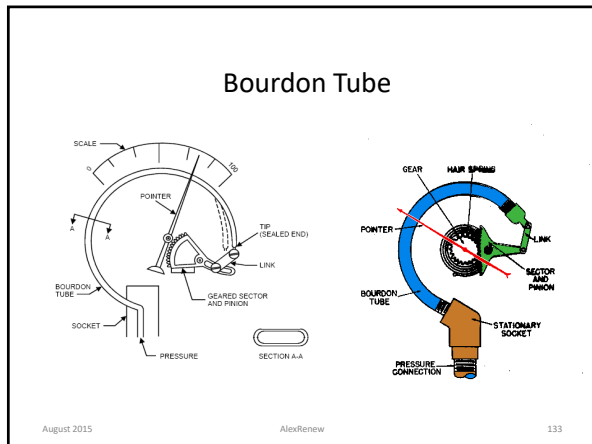 Bourdon Tube
SCALE
0
100
POINTER
A
A
TIP
(SEALED END)
LINK
GEARED SECTOR
AND PINION
BOURDON
TUBE
SOCKET
PRESSURE
SECTION A-A
GEAR
HAIR SPRING
POINTER
LINK
SECTOR
AND
PINION
BOURDON
TUBE
STATIONARY
SOCKET
PRESSURE
CONNECTION
August 2015
AlexRenew
133